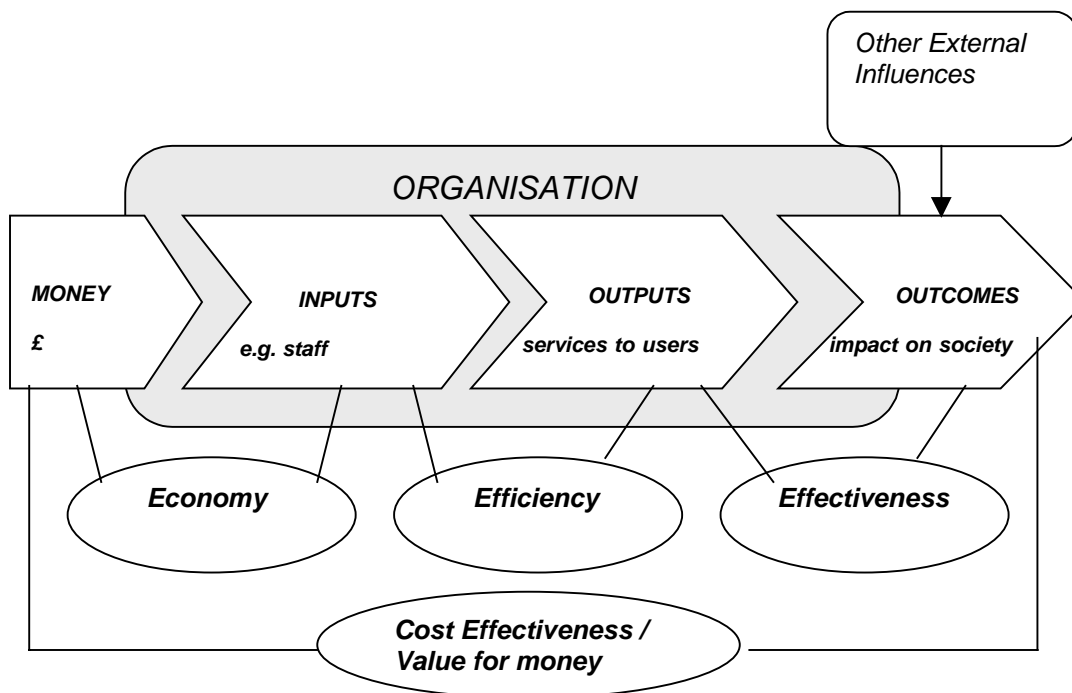 Other External
Influences
ORGANISATION
MONEY
£
INPUTS
e.g. staff
OUTPUTS
services to users
OUTCOMES
impact on society
Economy
Efficiency
Effectiveness
Cost Effectiveness /
Value for money